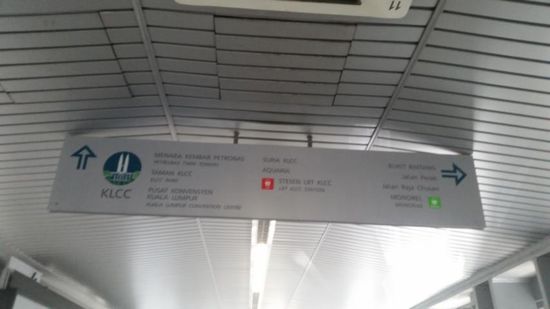 11
KLCC
MENARA KEMBAR PETRONAS
PETRONAS TWIN TOWERS
TAMAN KLCC
KLCC PARK
PUSAT KONVENSYEN
KUALA LUMPUR
KUALA LUMPUR CONVENTION CENTRE
SURIA KLCC
AQUARIA
STESEN LRT KLCC
LRT KLCC STATION
BUKIT BINTANG
Jalan Perak
Jalan Raja Chulan
MONOREL
MONORAIL